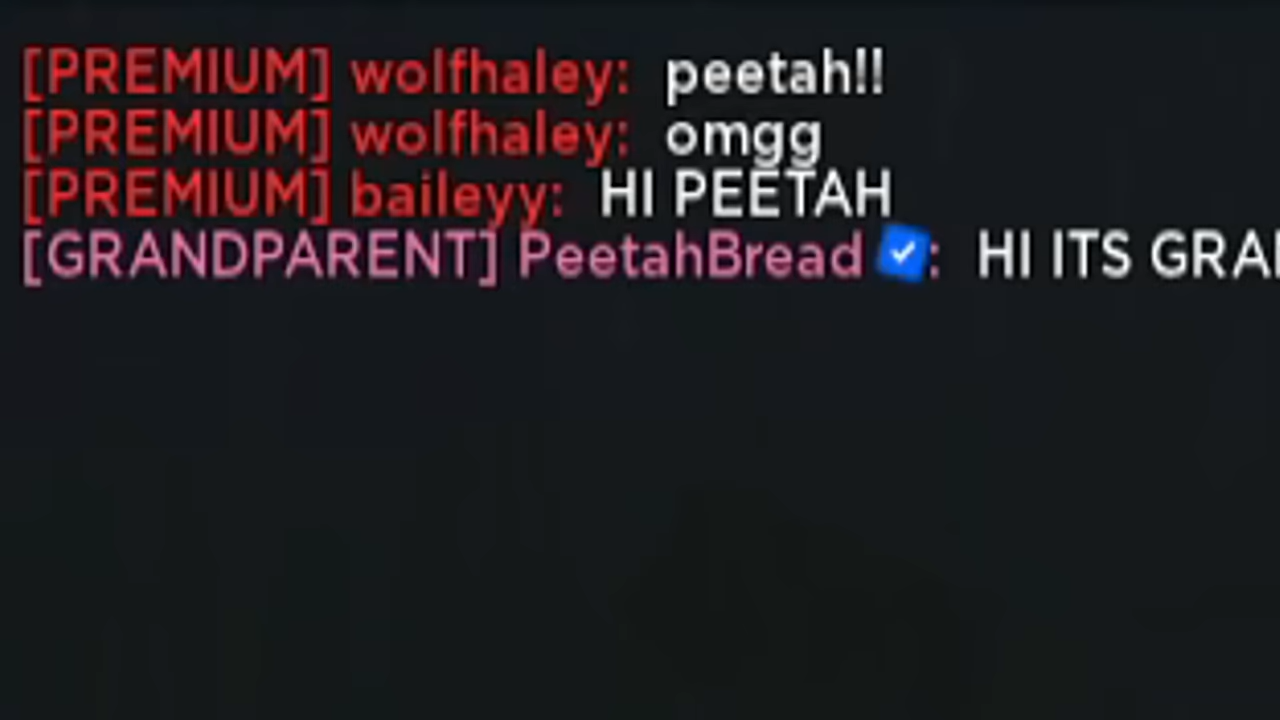 [PREMIUM] wolfhaley: peetah!!
[PREMIUM] wolfhaley: omgg
[PREMIUM] baileyy: HI PEETAH
[GRANDPARENT] PeetahBread ☑: HI ITS